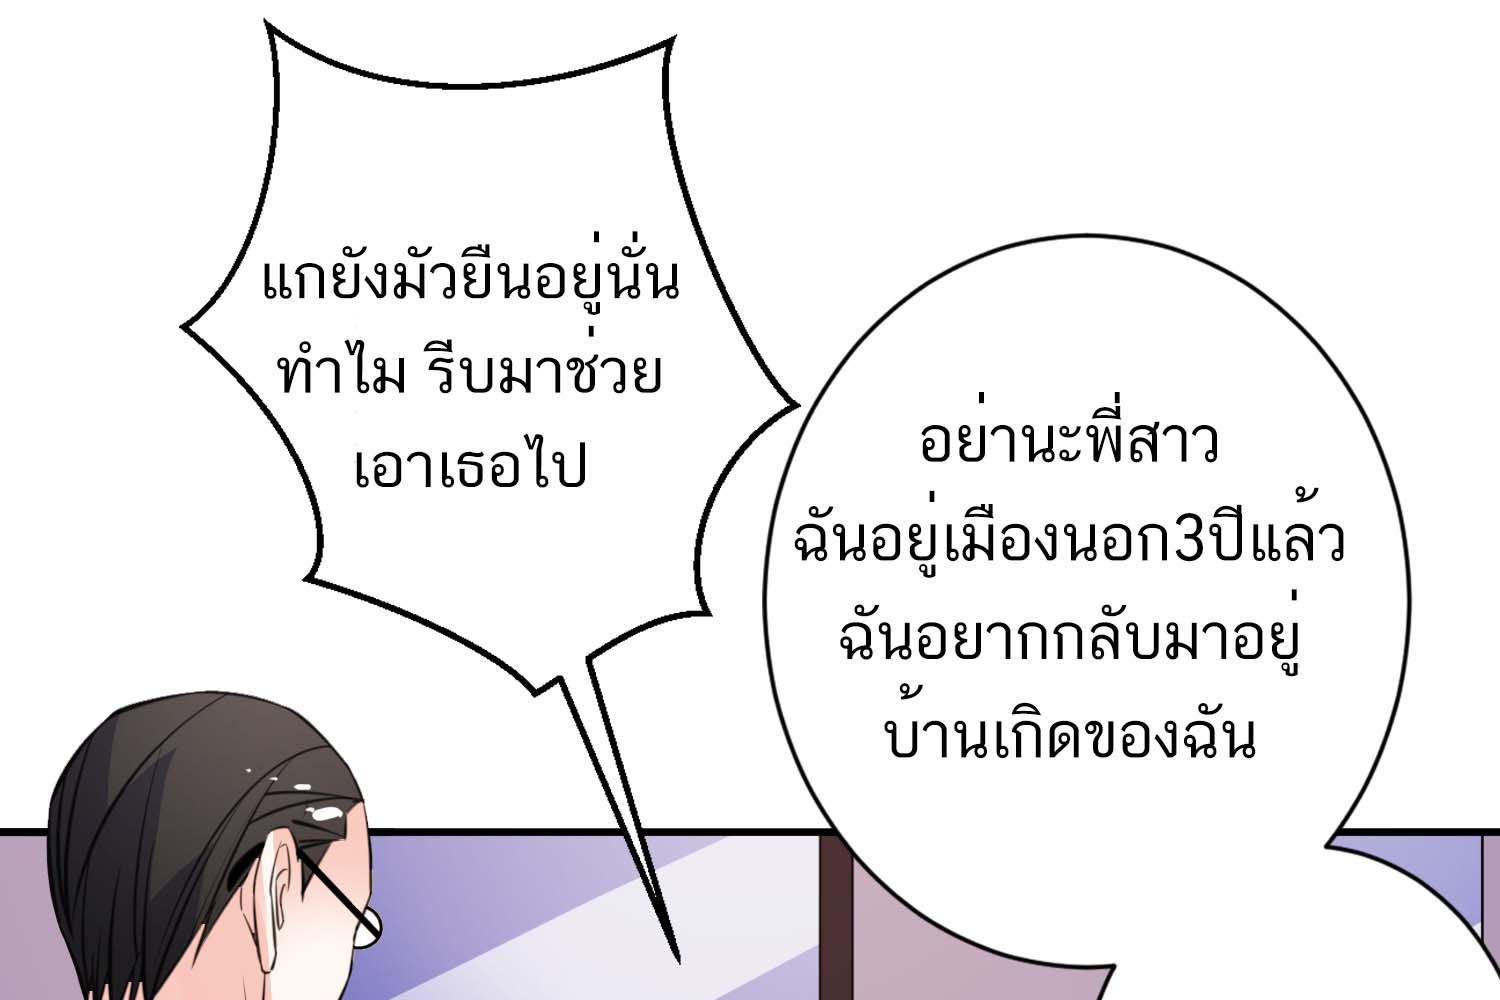 แกยังมัวยืนอยู่นั่น
ทำไม รีบมาช่วย
เอาเธอไป
อย่านะพี่สาว
ฉันอยู่เมืองนอก3ปีแล้ว
ฉันอยากกลับมาอยู่
บ้านเกิดของฉัน